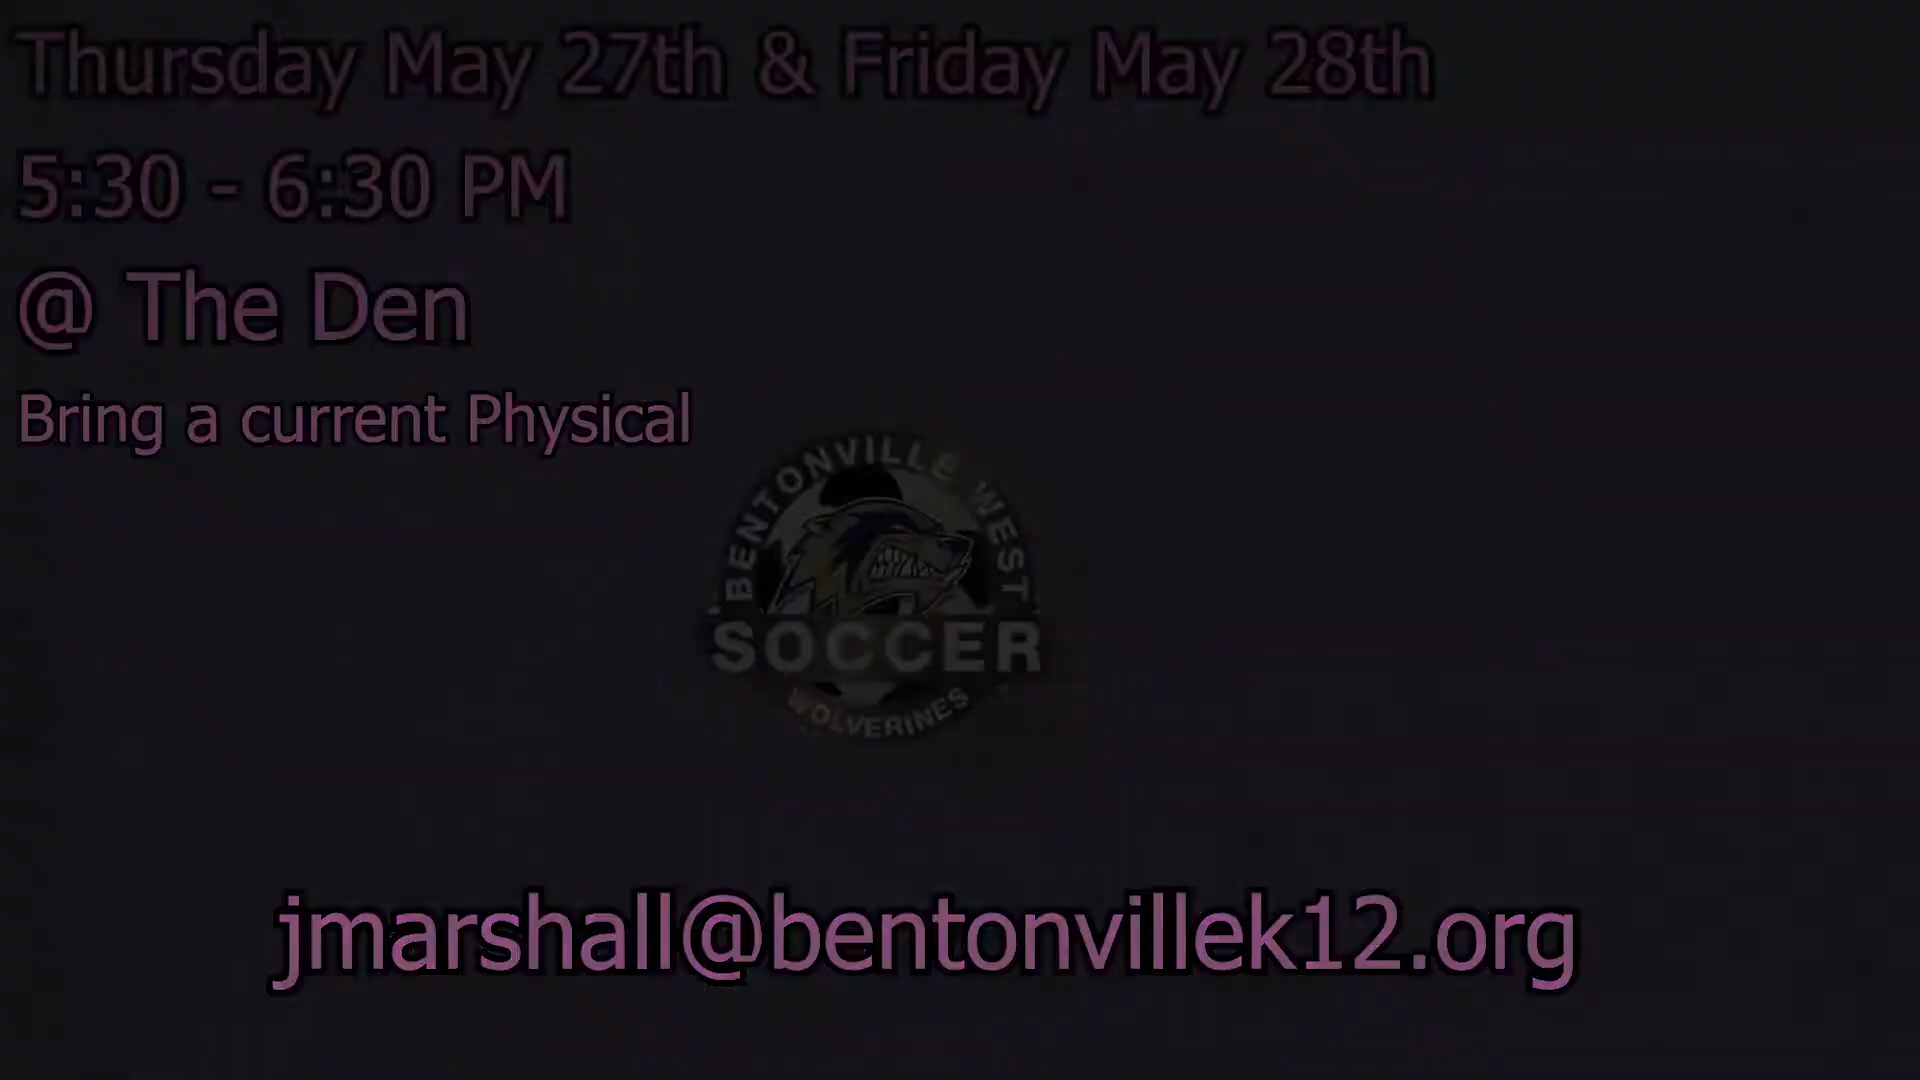 Thursday May 27th & Friday May 28th
5:30 - 6:30 PM
@ The Den
Bring a current Physical
BENTONVILLE WEST
SOCCER
WOLVERINES
jmarshall@bentonvillek12.org